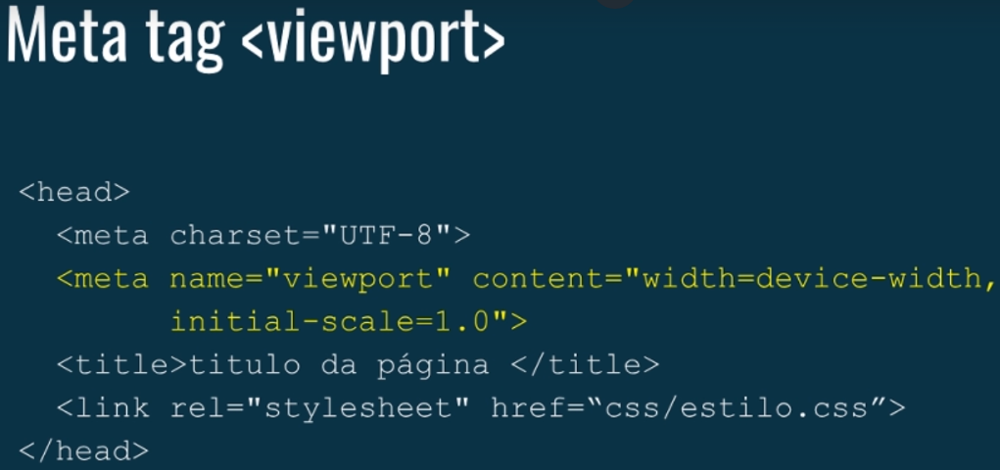 Meta tag <viewport>
<head>
<meta charset="UTF-8">
<meta name="viewport" content="width=device-width,
initial-scale=1.0">
<title>titulo da página </title>
<link rel="stylesheet" href=“css/estilo.css”>
</head>